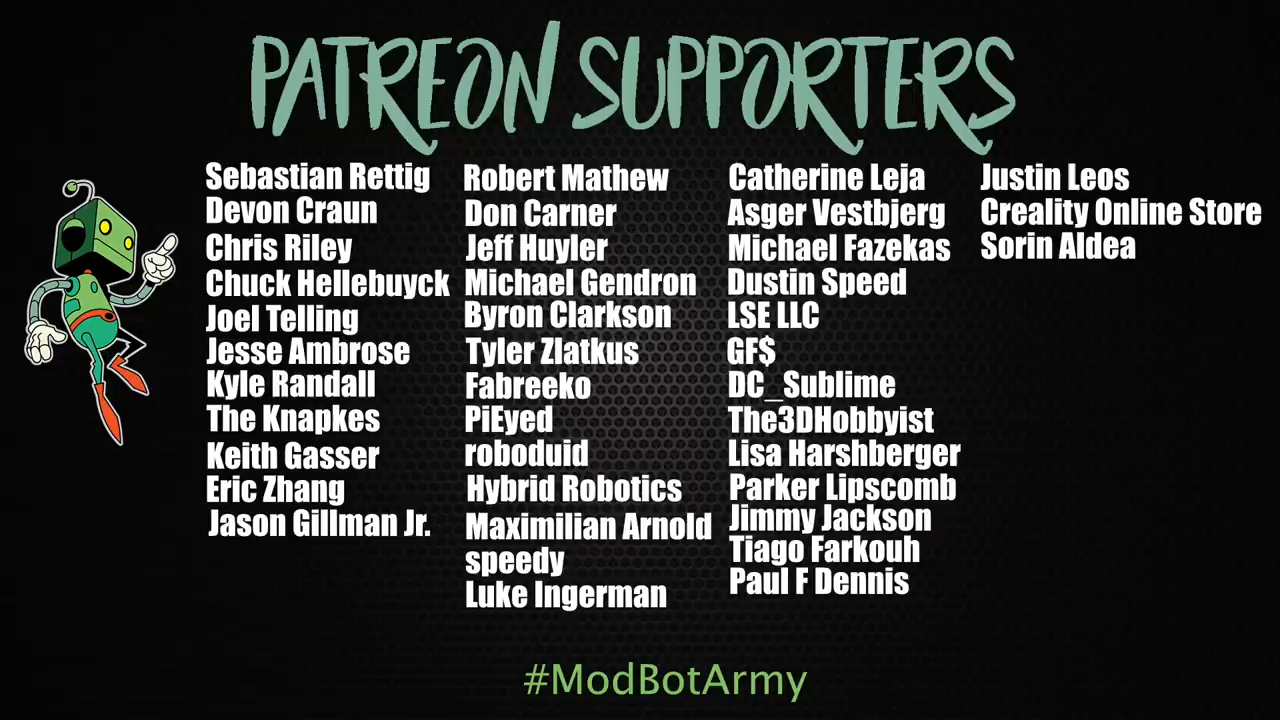 PATREON SUPPORTERS
Sebastian Rettig
Devon Craun
Chris Riley
Chuck Hellebuyck
Joel Telling
Jesse Ambrose
Kyle Randall
The Knapkes
Keith Gasser
Eric Zhang
Jason Gillman Jr.
Robert Mathew
Don Carner
Jeff Huyler
Michael Gendron
Byron Clarkson
Tyler Zlatkus
Fabreeko
PiEyed
roboduid
Hybrid Robotics
Maximilian Arnold
speedy
Luke Ingerman
Catherine Leja
Asger Vestbjerg
Michael Fazekas
Dustin Speed
LSE LLC
GF$
DC_Sublime
The3DHobbyist
Lisa Harshberger
Parker Lipscomb
Jimmy Jackson
Tiago Farkouh
Paul F Dennis
Justin Leos
Creality Online Store
Sorin Aldea
#ModBotArmy